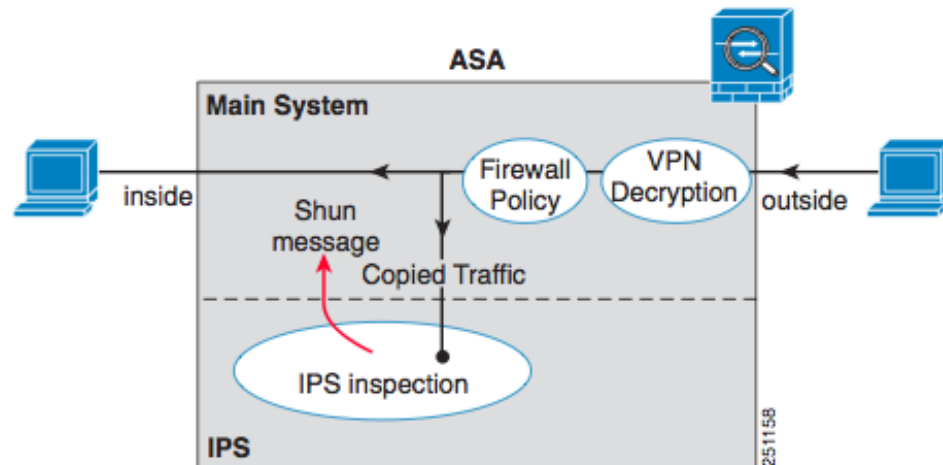 ASA
Main System
Firewall
Policy
VPN
Decryption
inside
outside
Shun
message
Copied Traffic
IPS inspection
IPS
251158